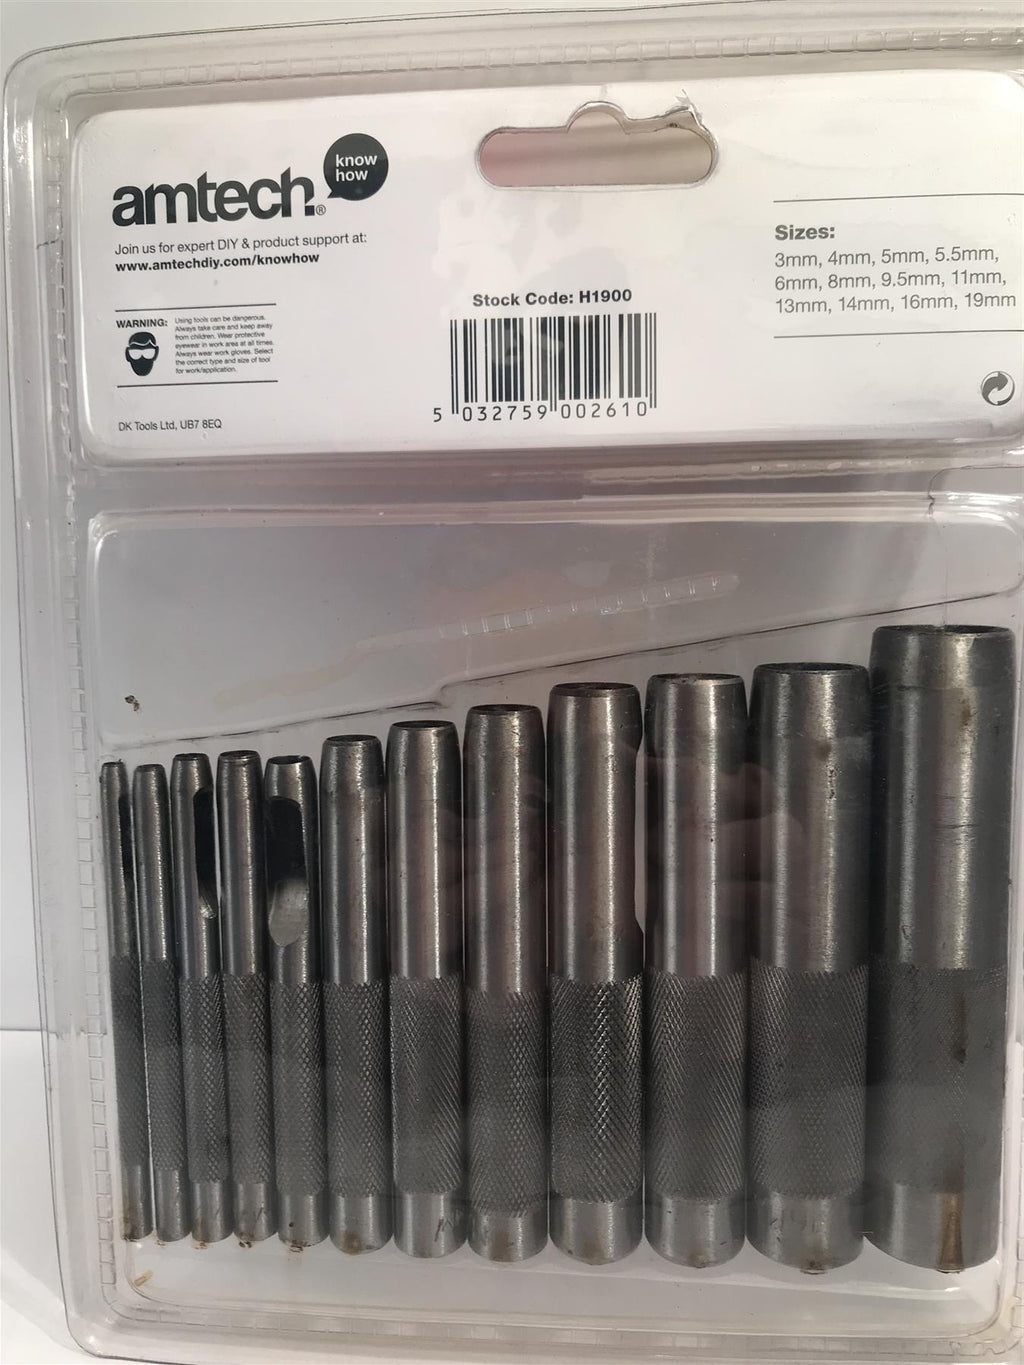 amtech®
know
how
Join us for expert DIY & product support at:
www.amtechdiy.com/knowhow
WARNING:
Using tools can be dangerous.
Always take care and keep away
from children. Wear protective
eyewear in work area at all times.
Always wear work gloves. Select
the correct type and size of tool
for work/application.
DK Tools Ltd, UB7 8EQ
Stock Code: H1900
5 032759 002610
Sizes:
3mm, 4mm, 5mm, 5.5mm,
6mm, 8mm, 9.5mm, 11mm,
13mm, 14mm, 16mm, 19mm